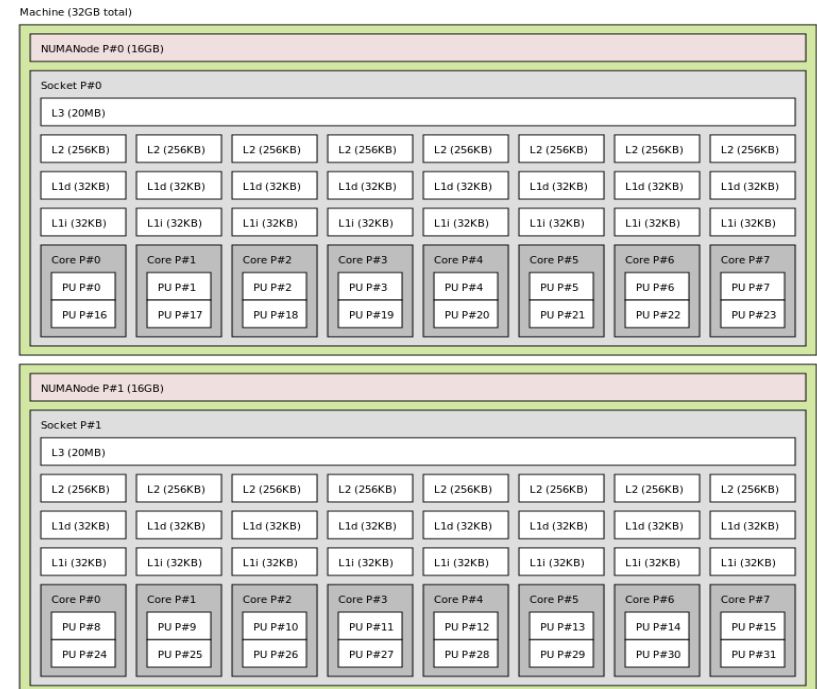 Machine (32GB total)
NUMANode P#0 (16GB)
Socket P#0
L3 (20MB)
L2 (256KB) L2 (256KB) L2 (256KB) L2 (256KB) L2 (256KB) L2 (256KB) L2 (256KB) L2 (256KB)
L1d (32KB) L1d (32KB) L1d (32KB) L1d (32KB) L1d (32KB) L1d (32KB) L1d (32KB) L1d (32KB)
L1i (32KB) L1i (32KB) L1i (32KB) L1i (32KB) L1i (32KB) L1i (32KB) L1i (32KB) L1i (32KB)
Core P#0 Core P#1 Core P#2 Core P#3 Core P#4 Core P#5 Core P#6 Core P#7
PU P#0 PU P#1 PU P#2 PU P#3 PU P#4 PU P#5 PU P#6 PU P#7
PU P#16 PU P#17 PU P#18 PU P#19 PU P#20 PU P#21 PU P#22 PU P#23
NUMANode P#1 (16GB)
Socket P#1
L3 (20MB)
L2 (256KB) L2 (256KB) L2 (256KB) L2 (256KB) L2 (256KB) L2 (256KB) L2 (256KB) L2 (256KB)
L1d (32KB) L1d (32KB) L1d (32KB) L1d (32KB) L1d (32KB) L1d (32KB) L1d (32KB) L1d (32KB)
L1i (32KB) L1i (32KB) L1i (32KB) L1i (32KB) L1i (32KB) L1i (32KB) L1i (32KB) L1i (32KB)
Core P#0 Core P#1 Core P#2 Core P#3 Core P#4 Core P#5 Core P#6 Core P#7
PU P#8 PU P#9 PU P#10 PU P#11 PU P#12 PU P#13 PU P#14 PU P#15
PU P#24 PU P#25 PU P#26 PU P#27 PU P#28 PU P#29 PU P#30 PU P#31